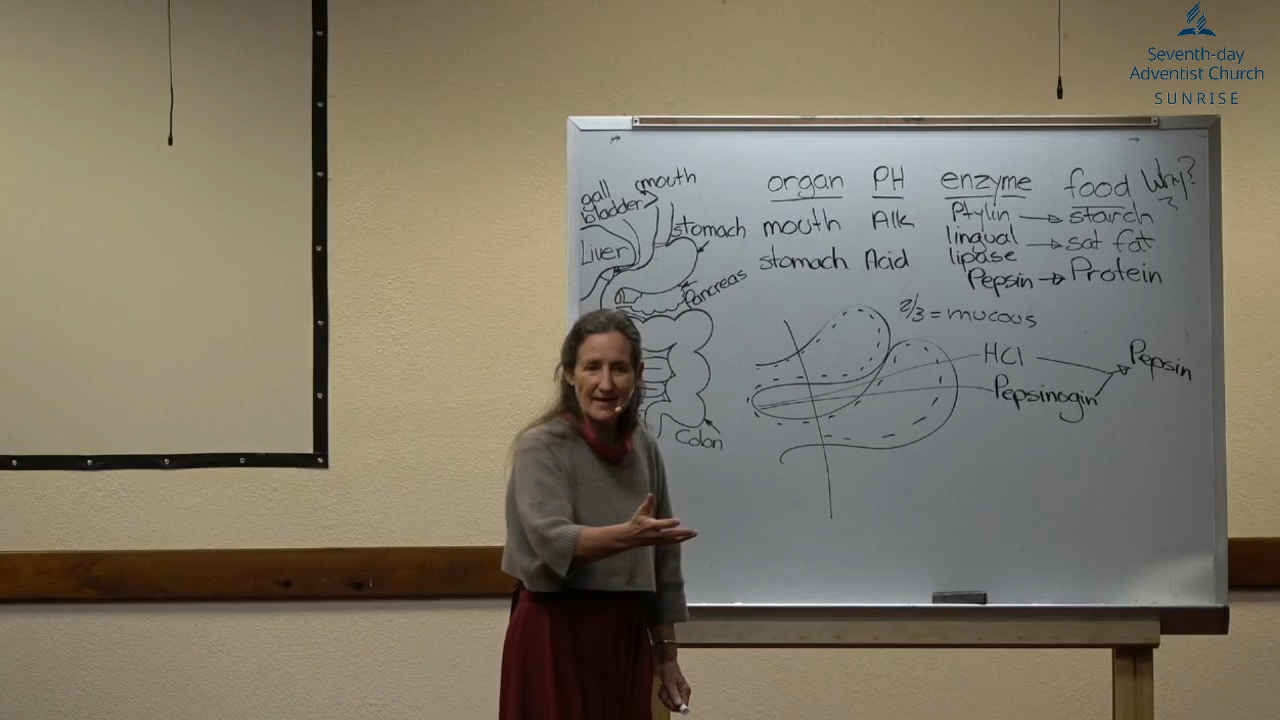 Seventh-day
Adventist Church
SUNRISE
gall
bladder
mouth
stomach
Liver
Pancreas
Colon
organ PH enzyme food Why?
mouth Alk Ptylin → starch
lingual
lipase → sat fat
stomach Acid Pepsin → Protein
2/3 = mucous
HCl
Pepsinogin
Pepsin